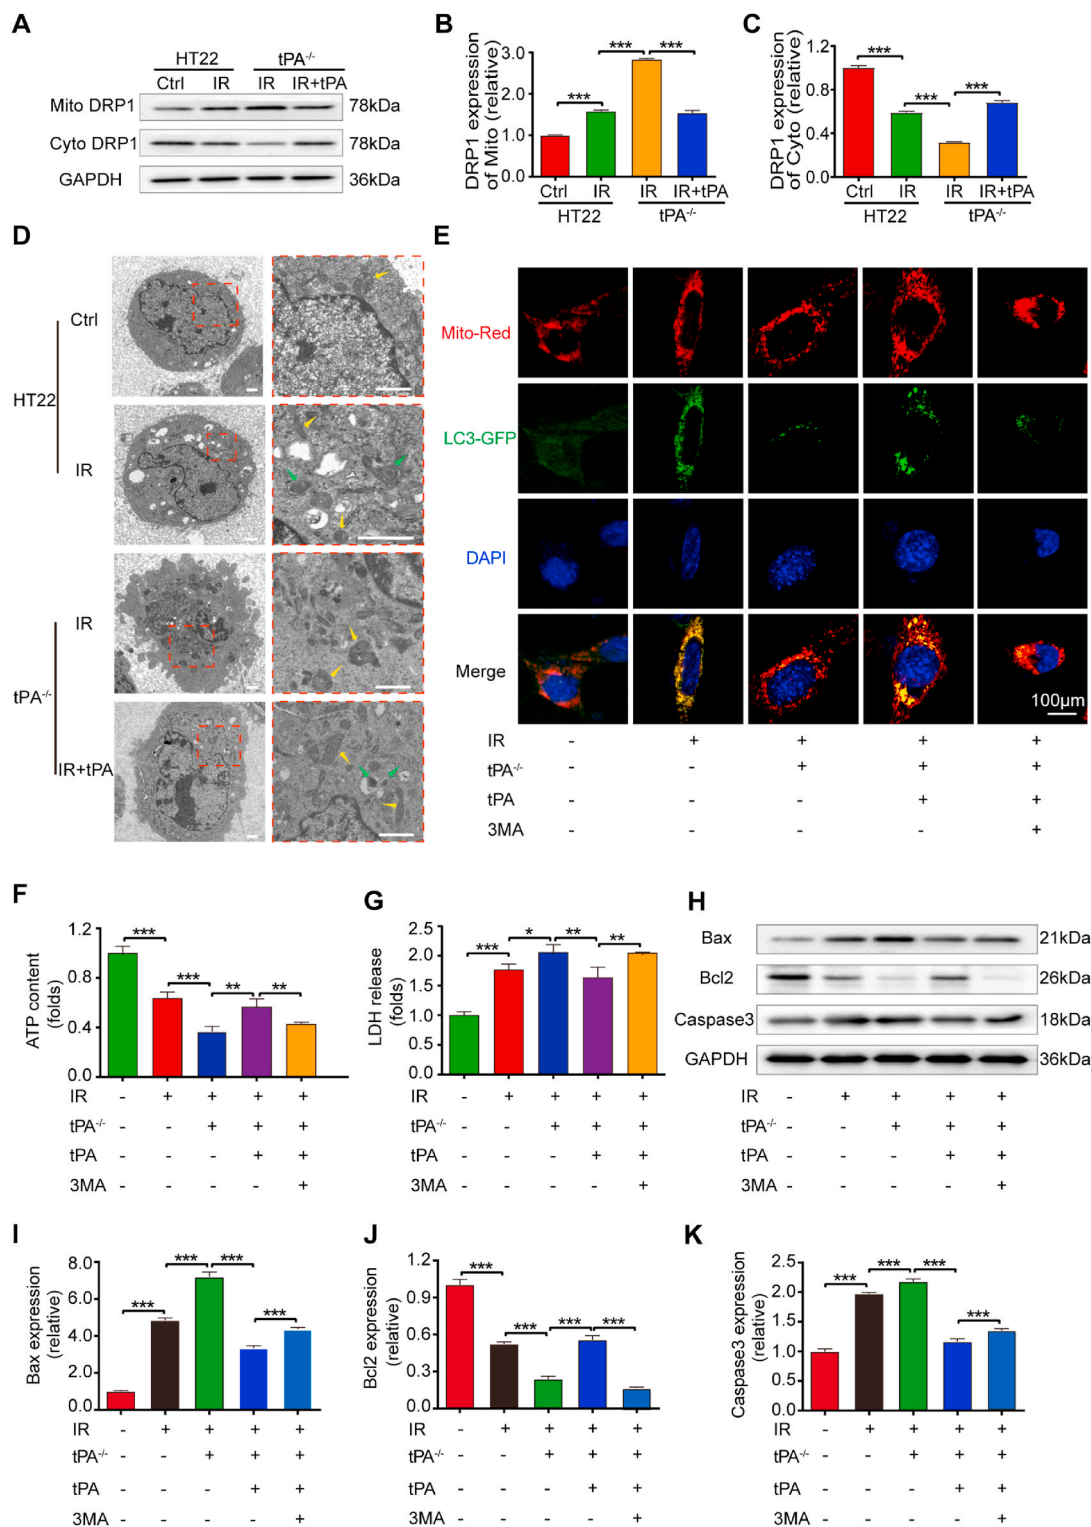 A
HT22 tPA-/-
Ctrl IR IR IR+tPA
Mito DRP1 78kDa
Cyto DRP1 78kDa
GAPDH 36kDa
B
DRP1 expression
of Mito (relative)
3.0
2.0
1.0
0.0
*** *** ***
Ctrl IR IR IR+tPA
HT22 tPA-/-
C
DRP1 expression
of Cyto (relative)
1.2
0.8
0.4
0.0
*** *** ***
Ctrl IR IR IR+tPA
HT22 tPA-/-
D
Ctrl
HT22
IR
IR
tPA-/-
IR+tPA
E
Mito-Red
LC3-GFP
DAPI
Merge
100μm
IR - + + + +
tPA-/- - - + + +
tPA - - - + +
3MA - - - - +
F
ATP content
(folds)
1.2
0.8
0.4
0.0
*** *** ** **
IR - + + + +
tPA-/- - - + + +
tPA - - - + +
3MA - - - - +
G
LDH release
(folds)
2.5
2.0
1.5
1.0
0.5
0.0
*** * ** **
IR - + + + +
tPA-/- - - + + +
tPA - - - + +
3MA - - - - +
H
Bax 21kDa
Bcl2 26kDa
Caspase3 18kDa
GAPDH 36kDa
IR - + + + +
tPA-/- - - + + +
tPA - - - + +
3MA - - - - +
I
Bax expression
(relative)
8.0
6.0
4.0
2.0
0.0
*** *** *** ***
IR - + + + +
tPA-/- - - + + +
tPA - - - + +
3MA - - - - +
J
Bcl2 expression
(relative)
1.2
0.9
0.6
0.3
0.0
*** *** *** ***
IR - + + + +
tPA-/- - - + + +
tPA - - - + +
3MA - - - - +
K
Caspase3 expression
(relative)
2.5
2.0
1.5
1.0
0.5
0.0
*** *** *** ***
IR - + + + +
tPA-/- - - + + +
tPA - - - + +
3MA - - - - +